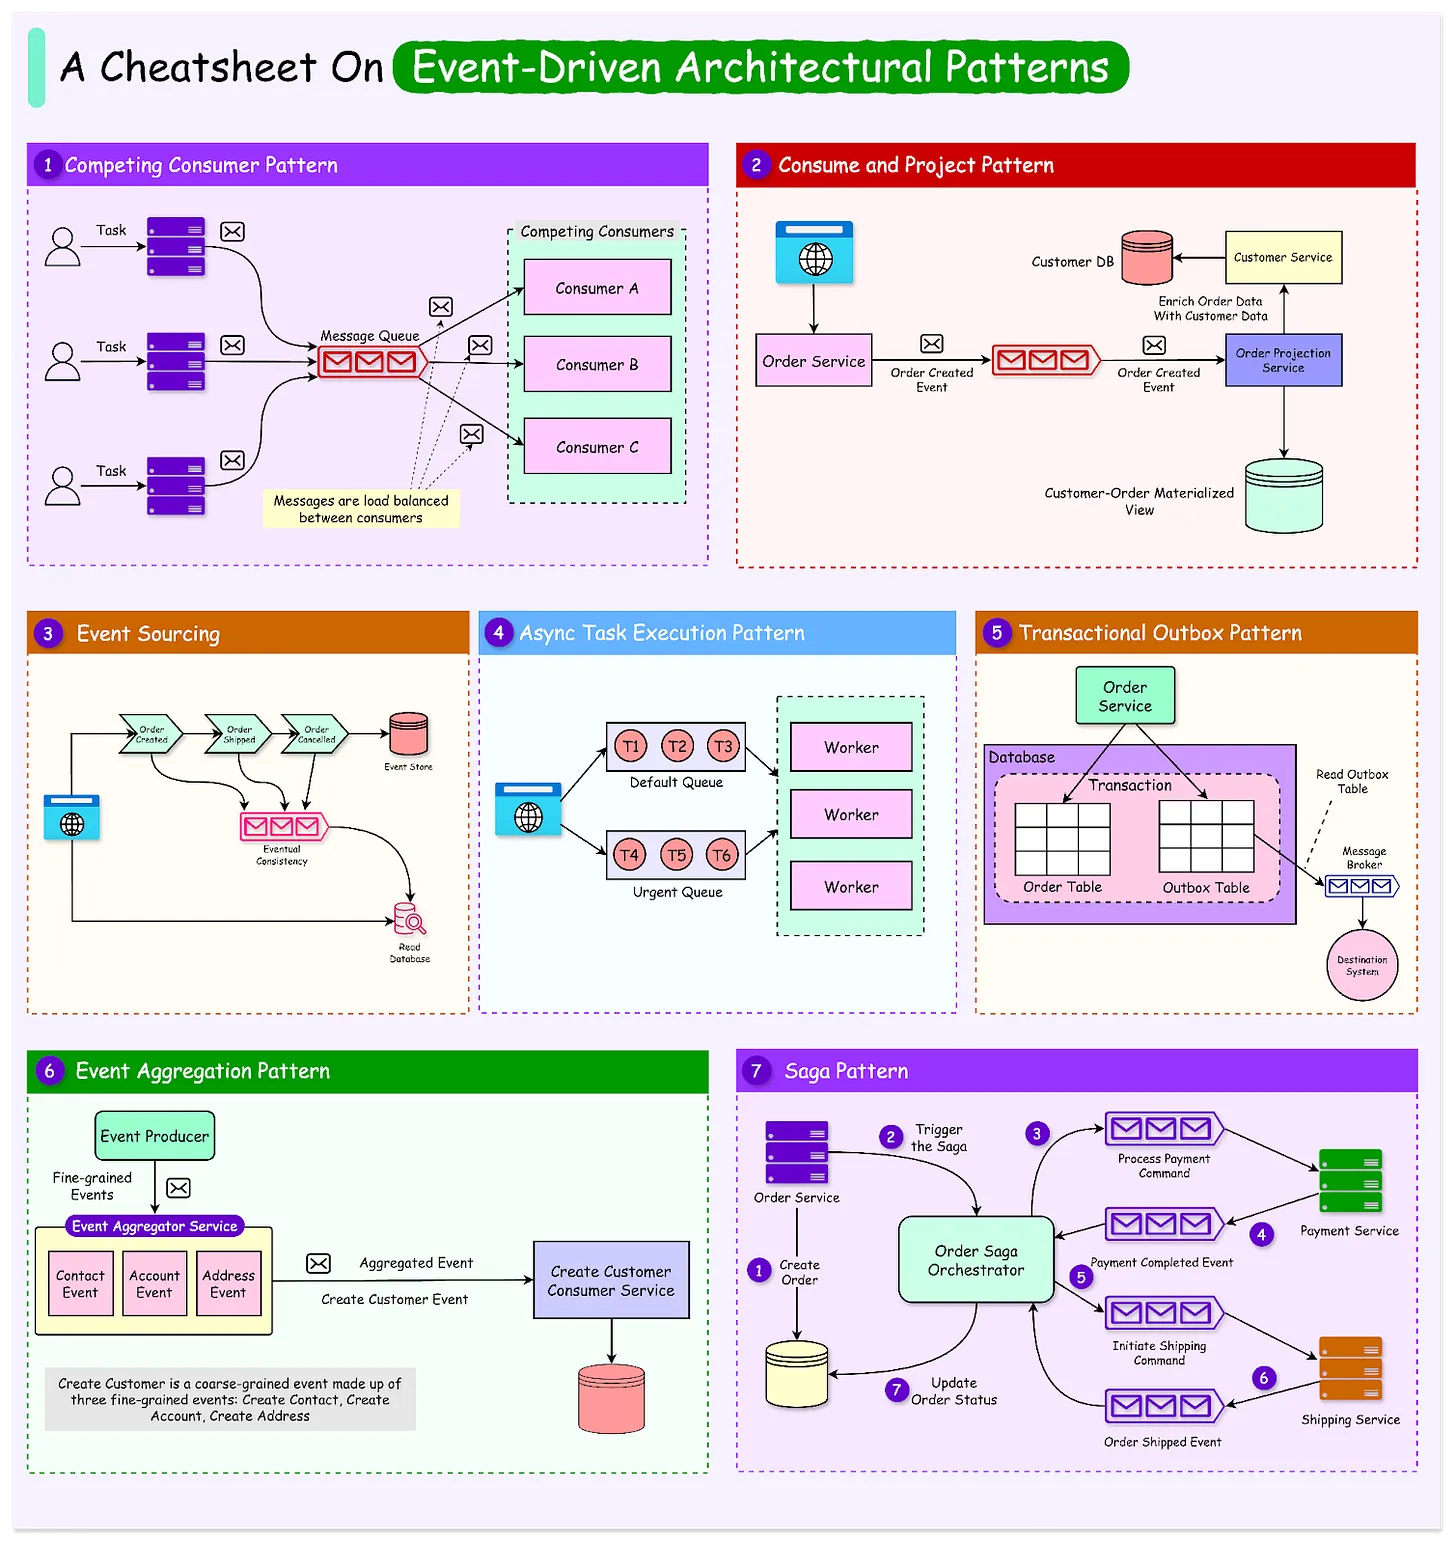 A Cheatsheet On Event-Driven Architectural Patterns
1 Competing Consumer Pattern
Task
Task
Task
Message Queue
Competing Consumers
Consumer A
Consumer B
Consumer C
Messages are load balanced
between consumers
2 Consume and Project Pattern
Customer DB
Customer Service
Enrich Order Data
With Customer Data
Order Service
Order Created
Event
Order Created
Event
Order Projection
Service
Customer-Order Materialized
View
3 Event Sourcing
Order
Created
Order
Shipped
Order
Cancelled
Event Store
Eventual
Consistency
Read
Database
4 Async Task Execution Pattern
T1 T2 T3
Default Queue
T4 T5 T6
Urgent Queue
Worker
Worker
Worker
5 Transactional Outbox Pattern
Order
Service
Database
Transaction
Order Table
Outbox Table
Read Outbox
Table
Message
Broker
Destination
System
6 Event Aggregation Pattern
Event Producer
Fine-grained
Events
Event Aggregator Service
Contact
Event
Account
Event
Address
Event
Aggregated Event
Create Customer Event
Create Customer
Consumer Service
Create Customer is a coarse-grained event made up of
three fine-grained events: Create Contact, Create
Account, Create Address
7 Saga Pattern
Order Service
1 Create
Order
2 Trigger
the Saga
Order Saga
Orchestrator
3
Process Payment
Command
Payment Service
4
Payment Completed Event
5
Initiate Shipping
Command
6
Shipping Service
Order Shipped Event
7 Update
Order Status